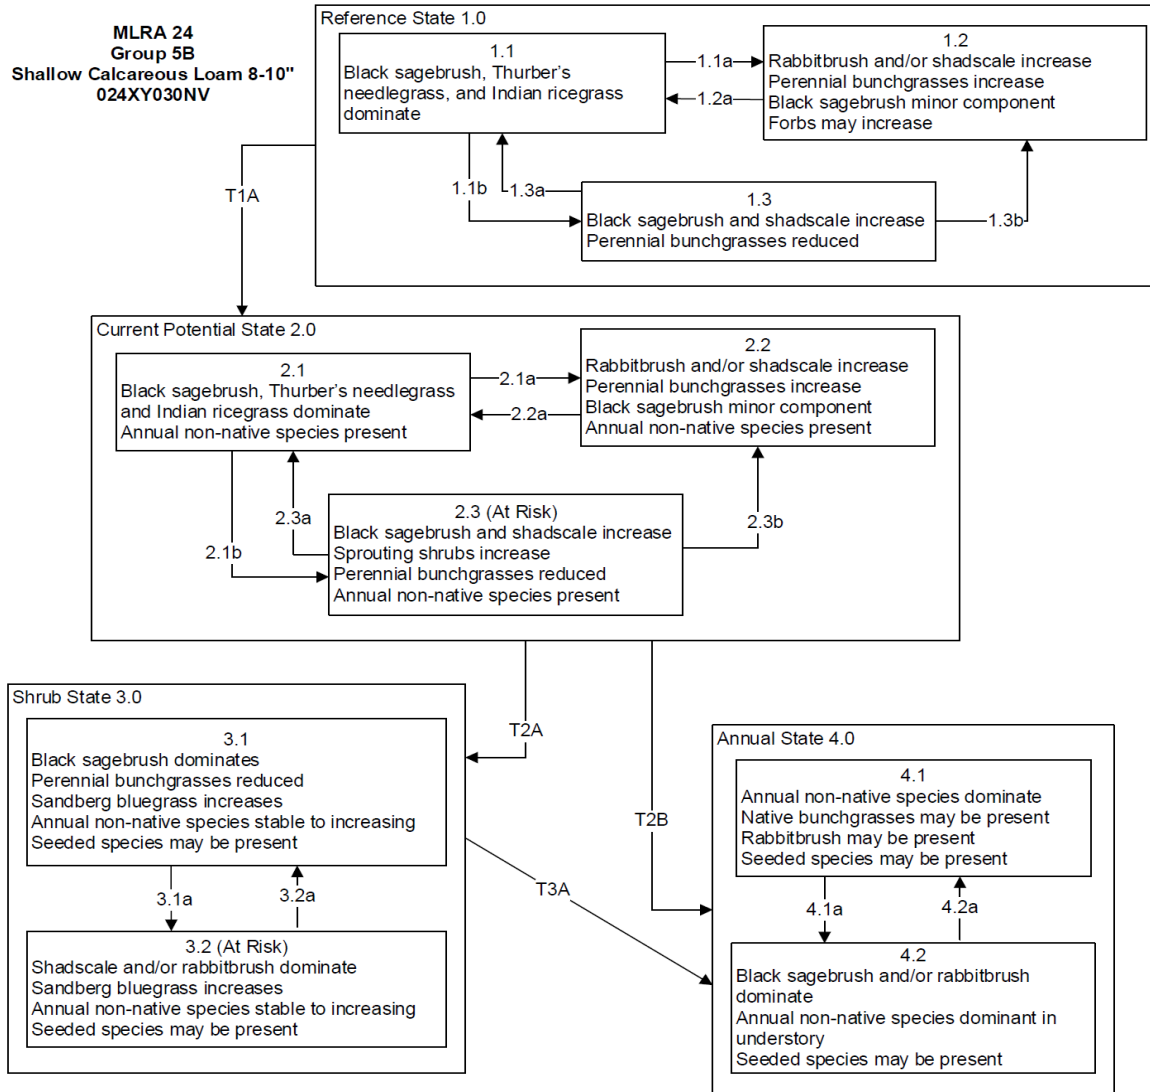 MLRA 24
Group 5B
Shallow Calcareous Loam 8-10"
024XY030NV
Reference State 1.0
1.1
Black sagebrush, Thurber's
needlegrass, and Indian ricegrass
dominate
1.1a
1.2a
1.2
Rabbitbrush and/or shadscale increase
Perennial bunchgrasses increase
Black sagebrush minor component
Forbs may increase
1.1b
1.3a
1.3
Black sagebrush and shadscale increase
Perennial bunchgrasses reduced
1.3b
T1A
Current Potential State 2.0
2.1
Black sagebrush, Thurber's needlegrass
and Indian ricegrass dominate
Annual non-native species present
2.1a
2.2a
2.2
Rabbitbrush and/or shadscale increase
Perennial bunchgrasses increase
Black sagebrush minor component
Annual non-native species present
2.1b
2.3a
2.3 (At Risk)
Black sagebrush and shadscale increase
Sprouting shrubs increase
Perennial bunchgrasses reduced
Annual non-native species present
2.3b
T2A
T2B
Shrub State 3.0
3.1
Black sagebrush dominates
Perennial bunchgrasses reduced
Sandberg bluegrass increases
Annual non-native species stable to increasing
Seeded species may be present
3.1a
3.2a
3.2 (At Risk)
Shadscale and/or rabbitbrush dominate
Sandberg bluegrass increases
Annual non-native species stable to increasing
Seeded species may be present
T3A
Annual State 4.0
4.1
Annual non-native species dominate
Native bunchgrasses may be present
Rabbitbrush may be present
Seeded species may be present
4.1a
4.2a
4.2
Black sagebrush and/or rabbitbrush
dominate
Annual non-native species dominant in
understory
Seeded species may be present